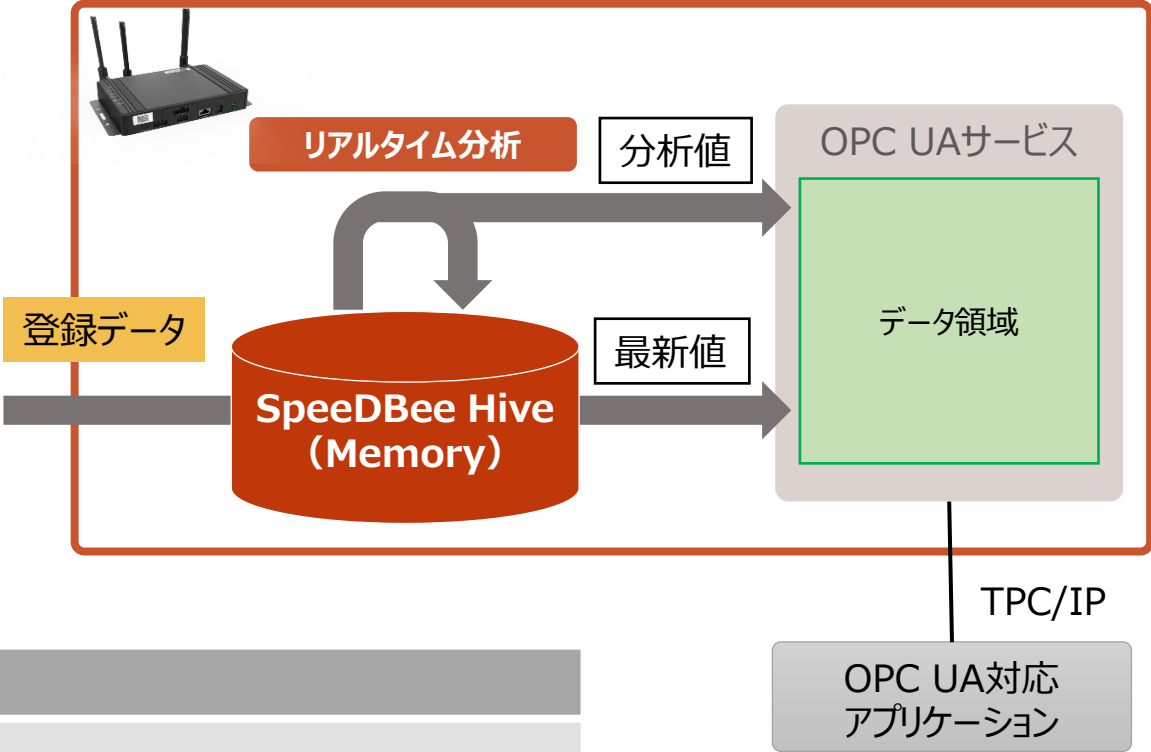 リアルタイム分析
分析値
OPC UAサービス
データ領域
登録データ
最新値
SpeeDBee Hive
（Memory）
TPC/IP
OPC UA対応
アプリケーション